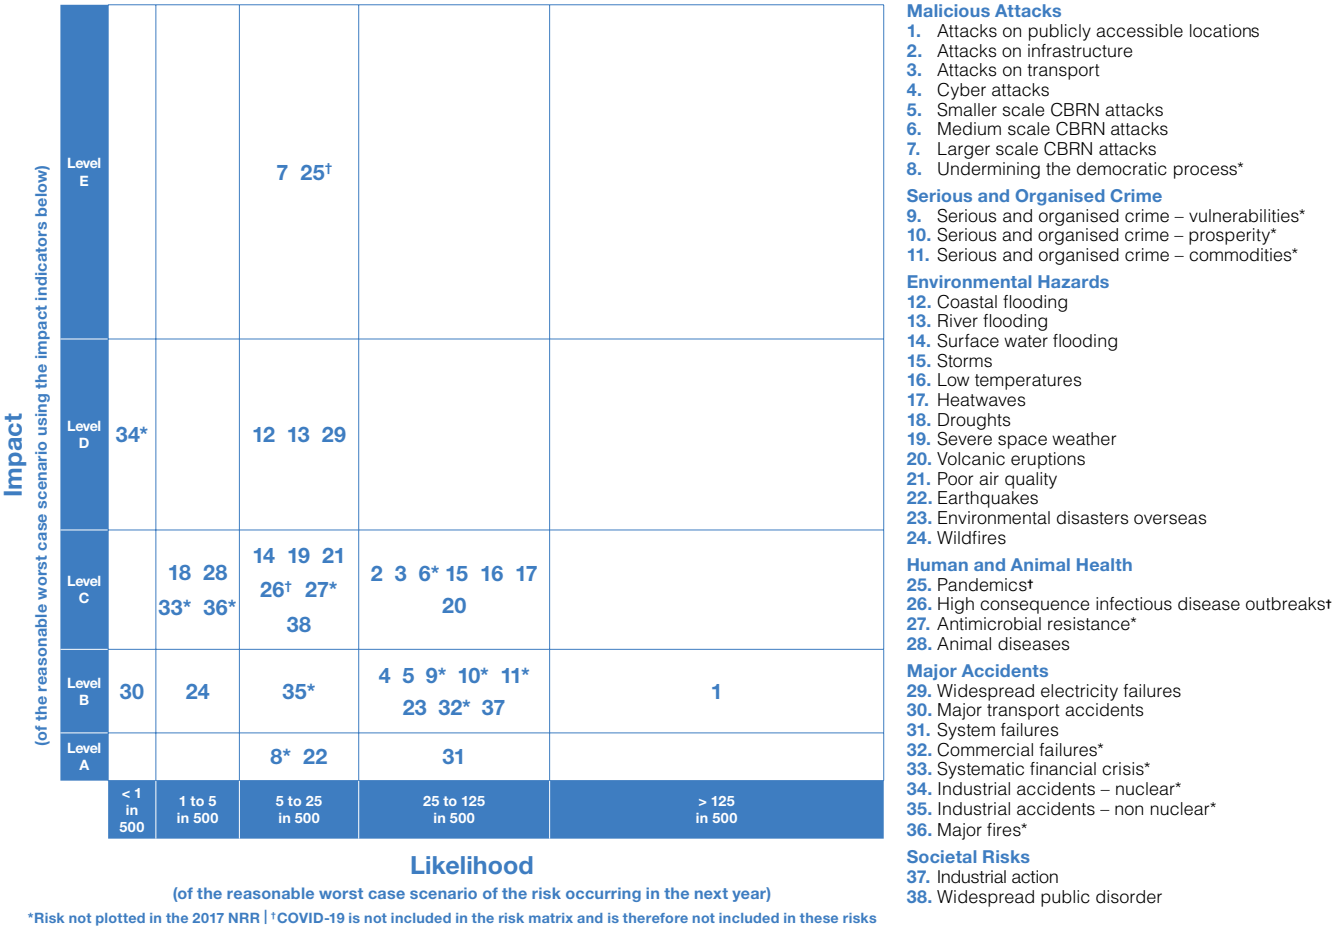 Impact
(of the reasonable worst case scenario using the impact indicators below)
Level
E
7 25†
Level
D
34*
12 13 29
Level
C
18 28
33* 36*
14 19 21
26† 27*
38
2 3 6* 15 16 17
20
Level
B
30
24
35*
4 5 9* 10* 11*
23 32* 37
1
Level
A
8* 22
31
< 1
in
500
1 to 5
in 500
5 to 25
in 500
25 to 125
in 500
> 125
in 500
Likelihood
(of the reasonable worst case scenario of the risk occurring in the next year)
*Risk not plotted in the 2017 NRR | †COVID-19 is not included in the risk matrix and is therefore not included in these risks
Malicious Attacks
1. Attacks on publicly accessible locations
2. Attacks on infrastructure
3. Attacks on transport
4. Cyber attacks
5. Smaller scale CBRN attacks
6. Medium scale CBRN attacks
7. Larger scale CBRN attacks
8. Undermining the democratic process*
Serious and Organised Crime
9. Serious and organised crime – vulnerabilities*
10. Serious and organised crime – prosperity*
11. Serious and organised crime – commodities*
Environmental Hazards
12. Coastal flooding
13. River flooding
14. Surface water flooding
15. Storms
16. Low temperatures
17. Heatwaves
18. Droughts
19. Severe space weather
20. Volcanic eruptions
21. Poor air quality
22. Earthquakes
23. Environmental disasters overseas
24. Wildfires
Human and Animal Health
25. Pandemics†
26. High consequence infectious disease outbreaks†
27. Antimicrobial resistance*
28. Animal diseases
Major Accidents
29. Widespread electricity failures
30. Major transport accidents
31. System failures
32. Commercial failures*
33. Systematic financial crisis*
34. Industrial accidents – nuclear*
35. Industrial accidents – non nuclear*
36. Major fires*
Societal Risks
37. Industrial action
38. Widespread public disorder